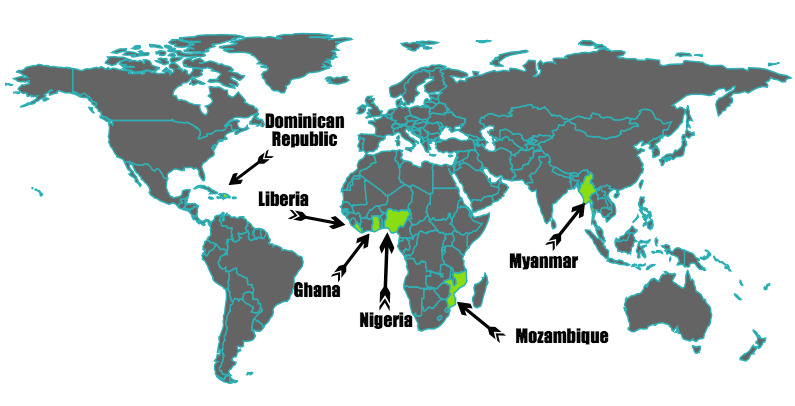 Dominican
Republic
Liberia
Ghana
Nigeria
Myanmar
Mozambique